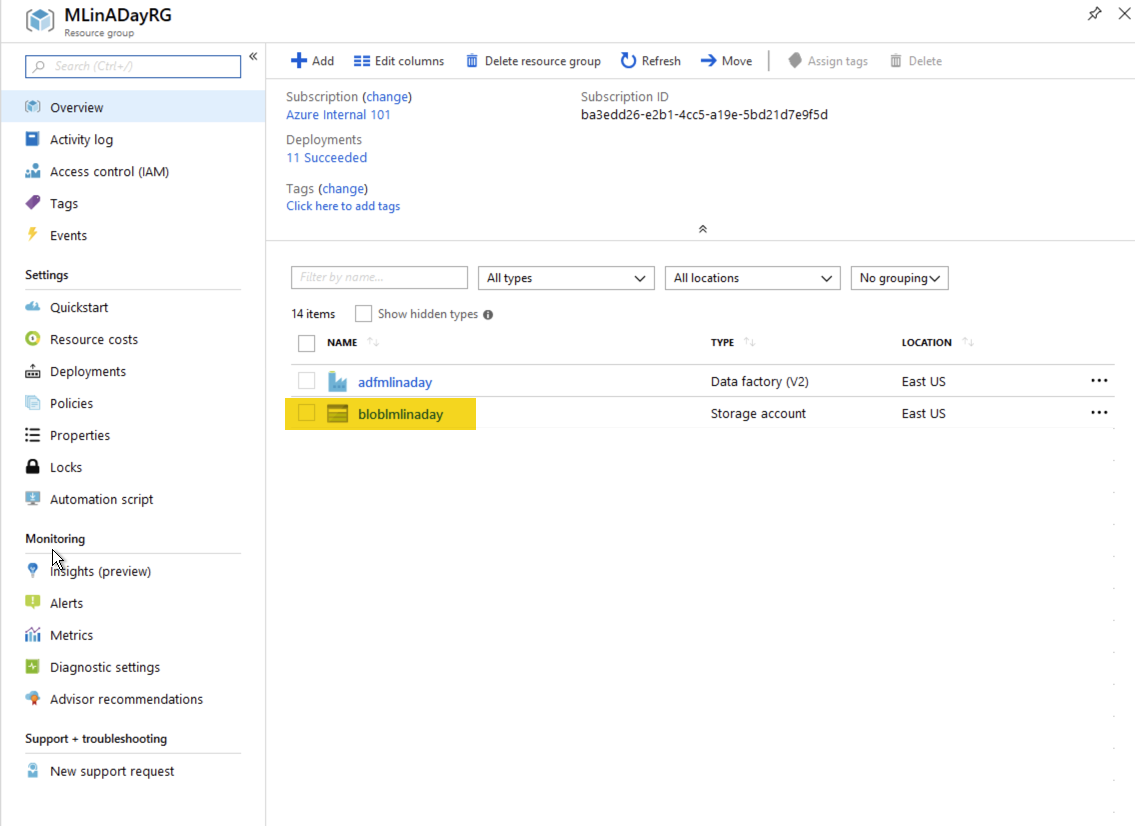 MLinADayRG
Resource group
Search (Ctrl+/)
«
Overview
Activity log
Access control (IAM)
Tags
Events
Settings
Quickstart
Resource costs
Deployments
Policies
Properties
Locks
Automation script
Monitoring
Insights (preview)
Alerts
Metrics
Diagnostic settings
Advisor recommendations
Support + troubleshooting
New support request
Add Edit columns Delete resource group Refresh Move Assign tags Delete
Subscription (change) Subscription ID
Azure Internal 101 ba3edd26-e2b1-4cc5-a19e-5bd21d7e9f5d
Deployments
11 Succeeded
Tags (change)
Click here to add tags
Filter by name... All types All locations No grouping
14 items Show hidden types
NAME TYPE LOCATION
adfmlinaday Data factory (V2) East US
bloblmlinaday Storage account East US